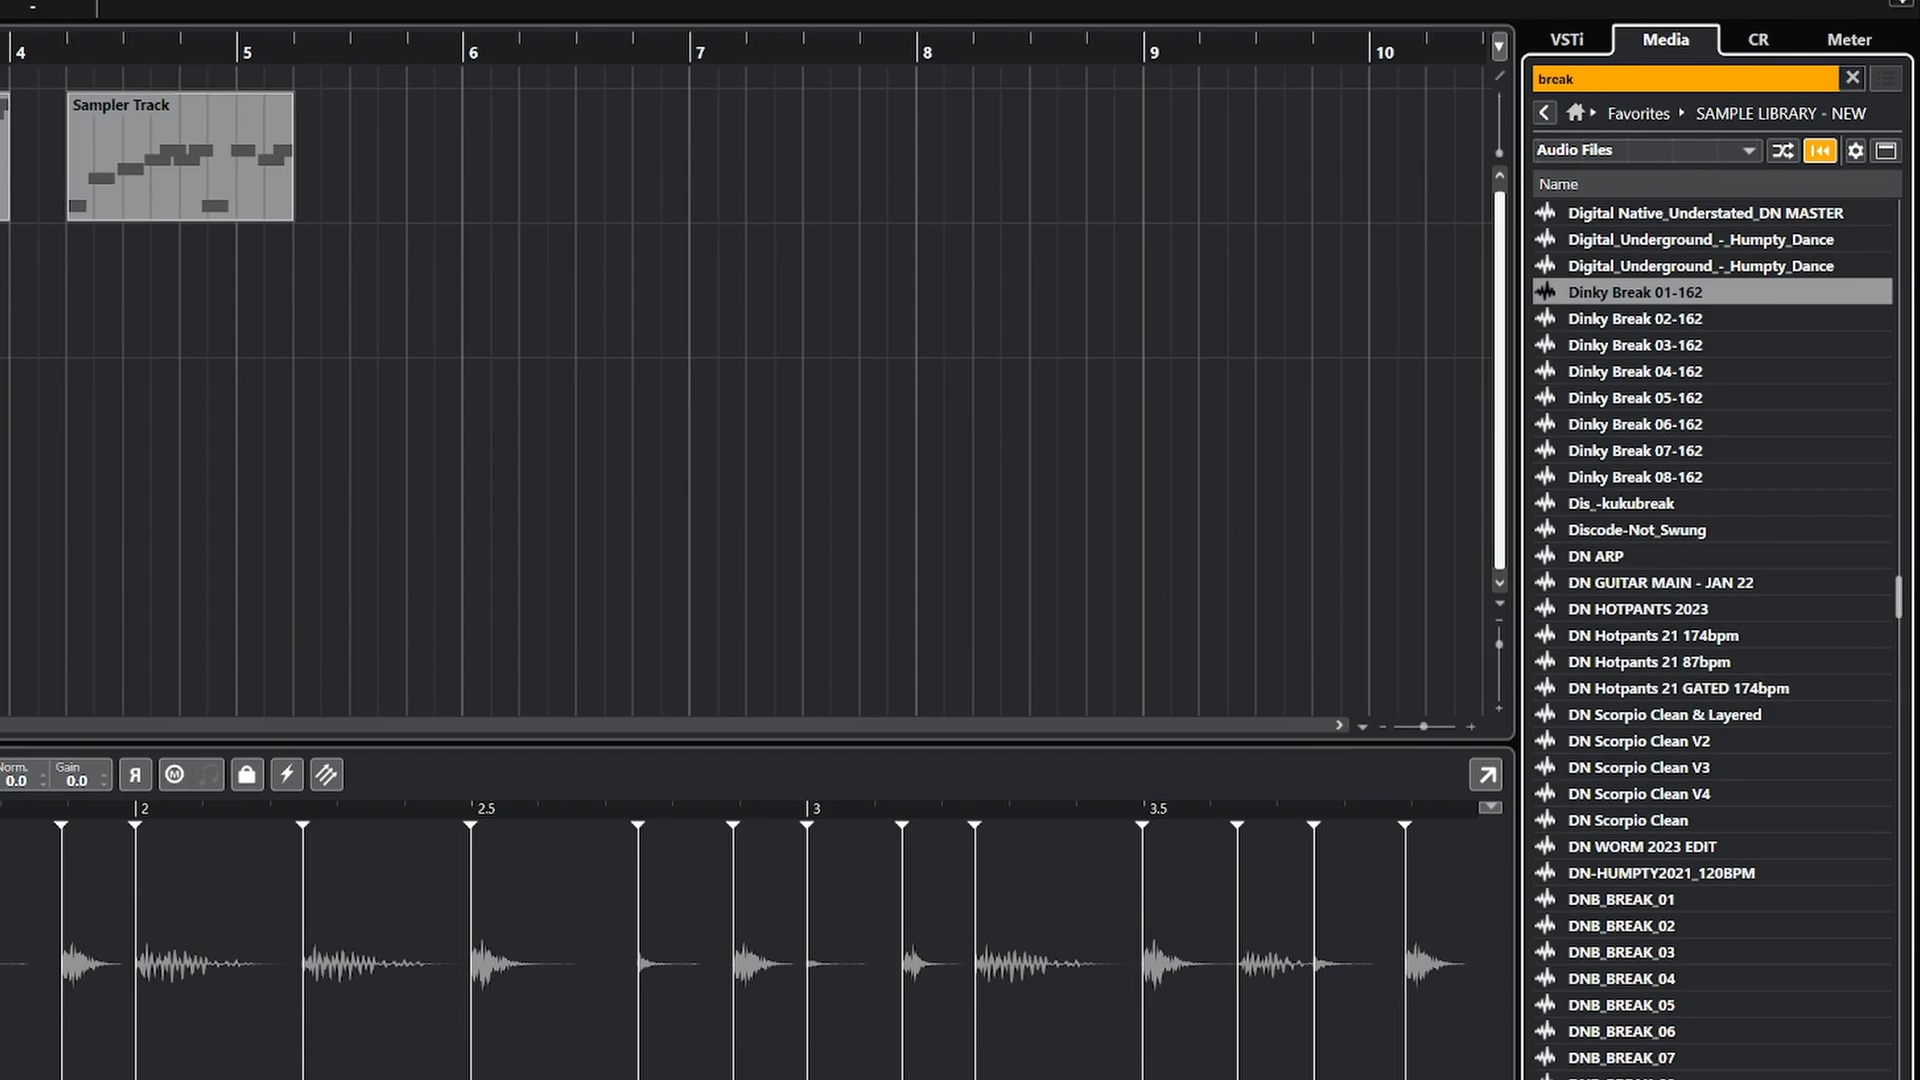 4 5 6 7 8 9 10
Sampler Track
VSTi Media CR Meter
break
Favorites SAMPLE LIBRARY - NEW
Audio Files
Name
Digital Native_Understated_DN MASTER
Digital_Underground_-_Humpty_Dance
Digital_Underground_-_Humpty_Dance
Dinky Break 01-162
Dinky Break 02-162
Dinky Break 03-162
Dinky Break 04-162
Dinky Break 05-162
Dinky Break 06-162
Dinky Break 07-162
Dinky Break 08-162
Dis_-kukubreak
Discode-Not_Swung
DN ARP
DN GUITAR MAIN - JAN 22
DN HOTPANTS 2023
DN Hotpants 21 174bpm
DN Hotpants 21 87bpm
DN Hotpants 21 GATED 174bpm
DN Scorpio Clean & Layered
DN Scorpio Clean V2
DN Scorpio Clean V3
DN Scorpio Clean V4
DN Scorpio Clean
DN WORM 2023 EDIT
DN-HUMPTY2021_120BPM
DNB_BREAK_01
DNB_BREAK_02
DNB_BREAK_03
DNB_BREAK_04
DNB_BREAK_05
DNB_BREAK_06
DNB_BREAK_07
Norm. Gain
0.0 0.0
R M
2 2.5 3 3.5